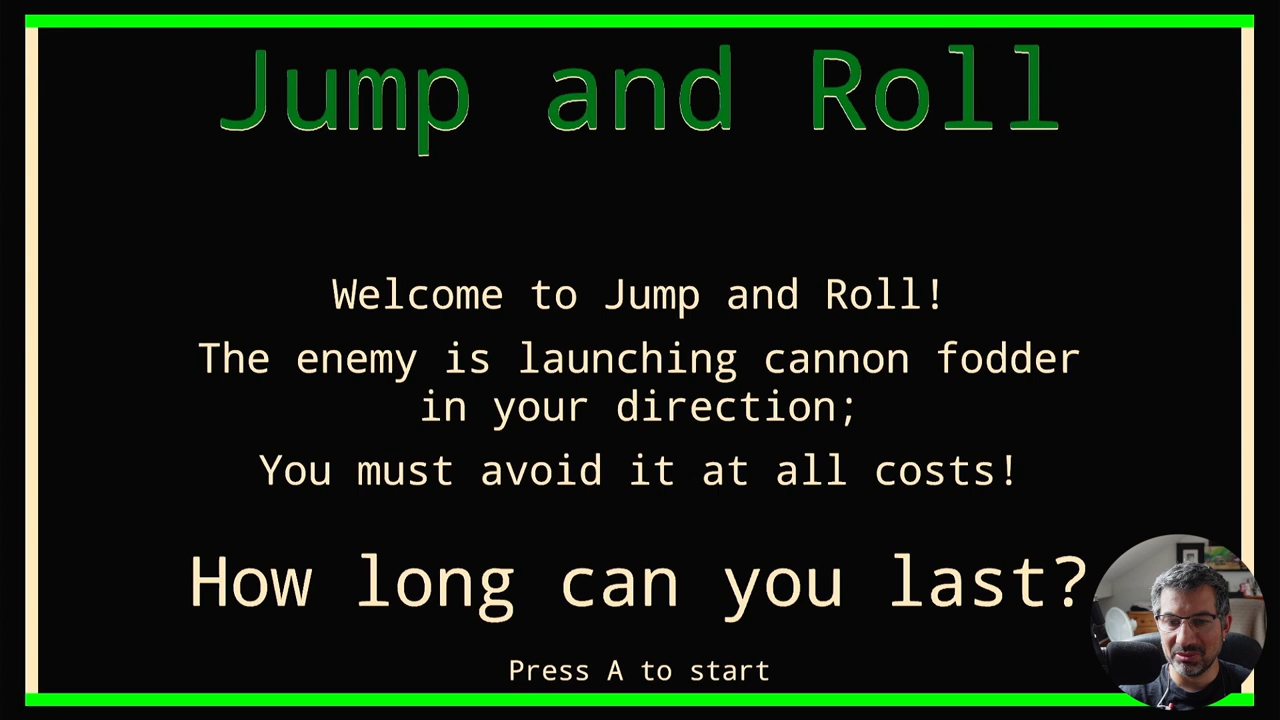 Jump and Roll
Welcome to Jump and Roll!
The enemy is launching cannon fodder
in your direction;
You must avoid it at all costs!
How long can you last?
Press A to start